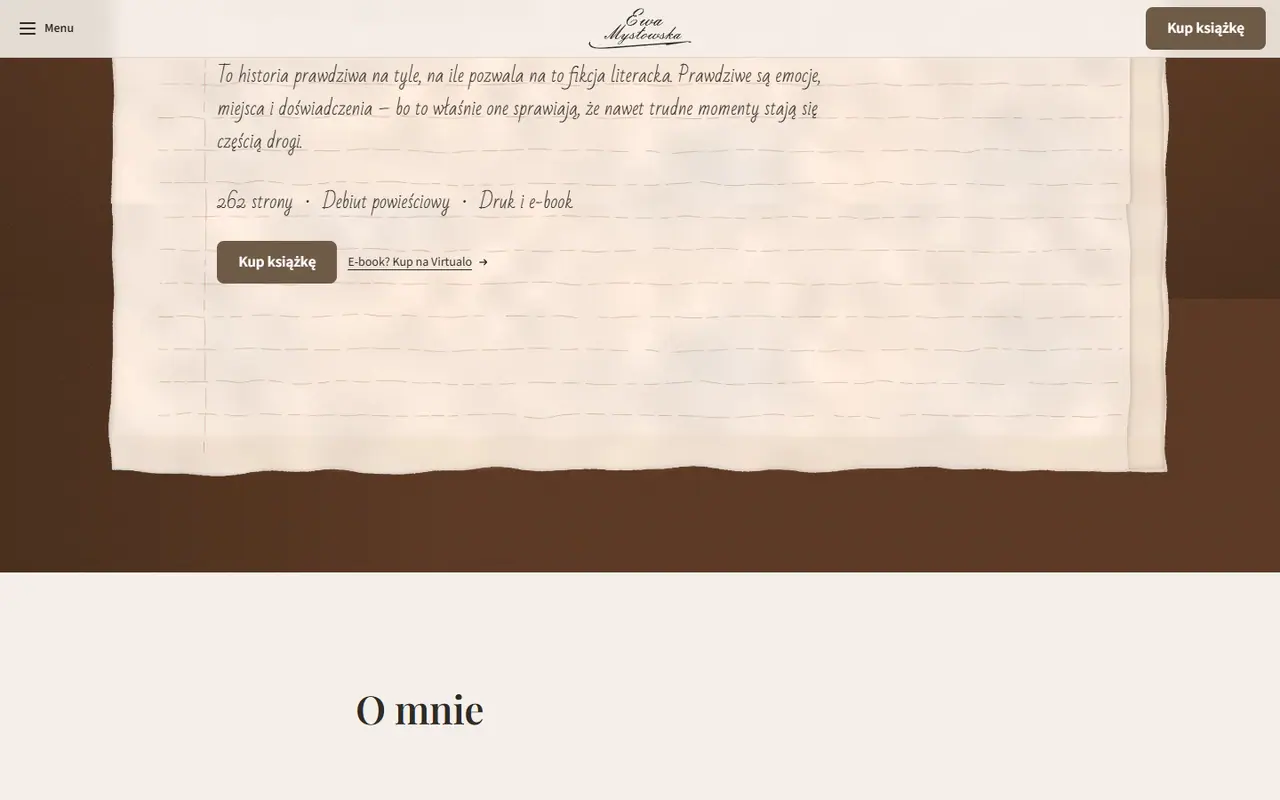 Menu
Ewa
Mysłowska
Kup książkę
To historia prawdziwa na tyle, na ile pozwala na to fikcja literacka. Prawdziwe są emocje,
miejsca i doświadczenia – bo to właśnie one sprawiają, że nawet trudne momenty stają się
częścią drogi.
262 strony · Debiut powieściowy · Druk i e-book
Kup książkę
E-book? Kup na Virtualo →
O mnie